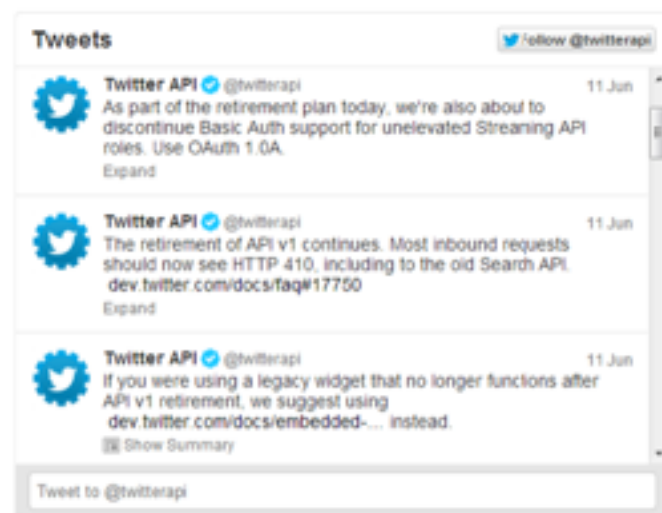 Tweets
Follow @twitterapi
Twitter API @twitterapi 11 Jun
As part of the retirement plan today, we're also about to
discontinue Basic Auth support for unelevated Streaming API
roles. Use OAuth 1.0A.
Expand
Twitter API @twitterapi 11 Jun
The retirement of API v1 continues. Most inbound requests
should now see HTTP 410, including to the old Search API.
dev.twitter.com/docs/faq#17750
Expand
Twitter API @twitterapi 11 Jun
If you were using a legacy widget that no longer functions after
API v1 retirement, we suggest using
dev.twitter.com/docs/embedded-... instead.
Show Summary
Tweet to @twitterapi